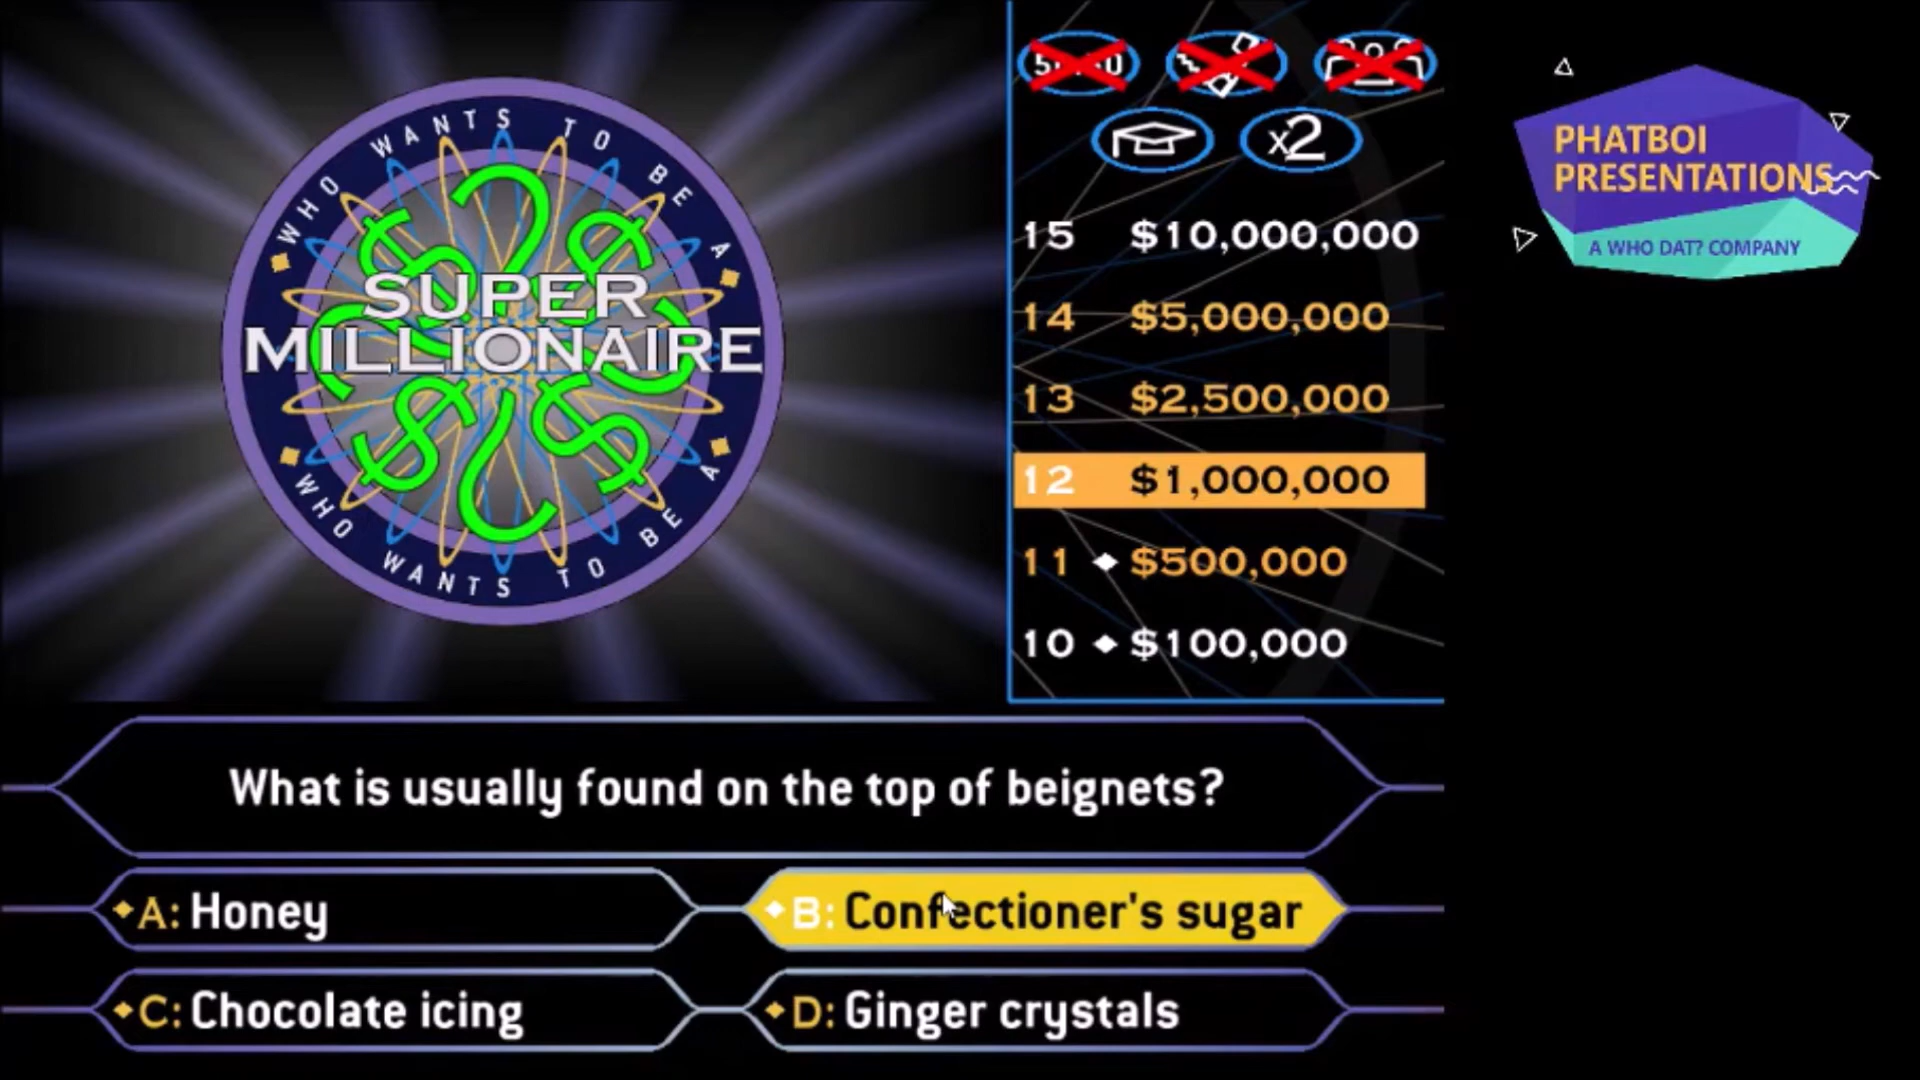 WHO WANTS TO BE A
SUPER
MILLIONAIRE
WHO WANTS TO BE A
x2
15 $10,000,000
14 $5,000,000
13 $2,500,000
12 $1,000,000
11 $500,000
10 $100,000
PHATBOI
PRESENTATIONS
A WHO DAT? COMPANY
What is usually found on the top of beignets?
A: Honey
B: Confectioner's sugar
C: Chocolate icing
D: Ginger crystals